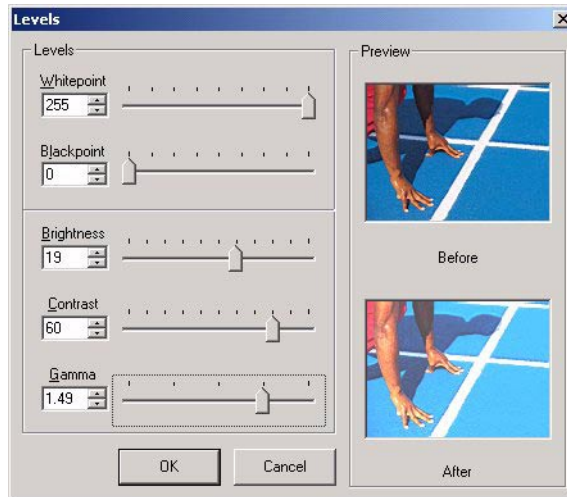 Levels
Levels
Whitepoint
255
Blackpoint
0
Brightness
19
Contrast
60
Gamma
1.49
OK
Cancel
Preview
Before
After